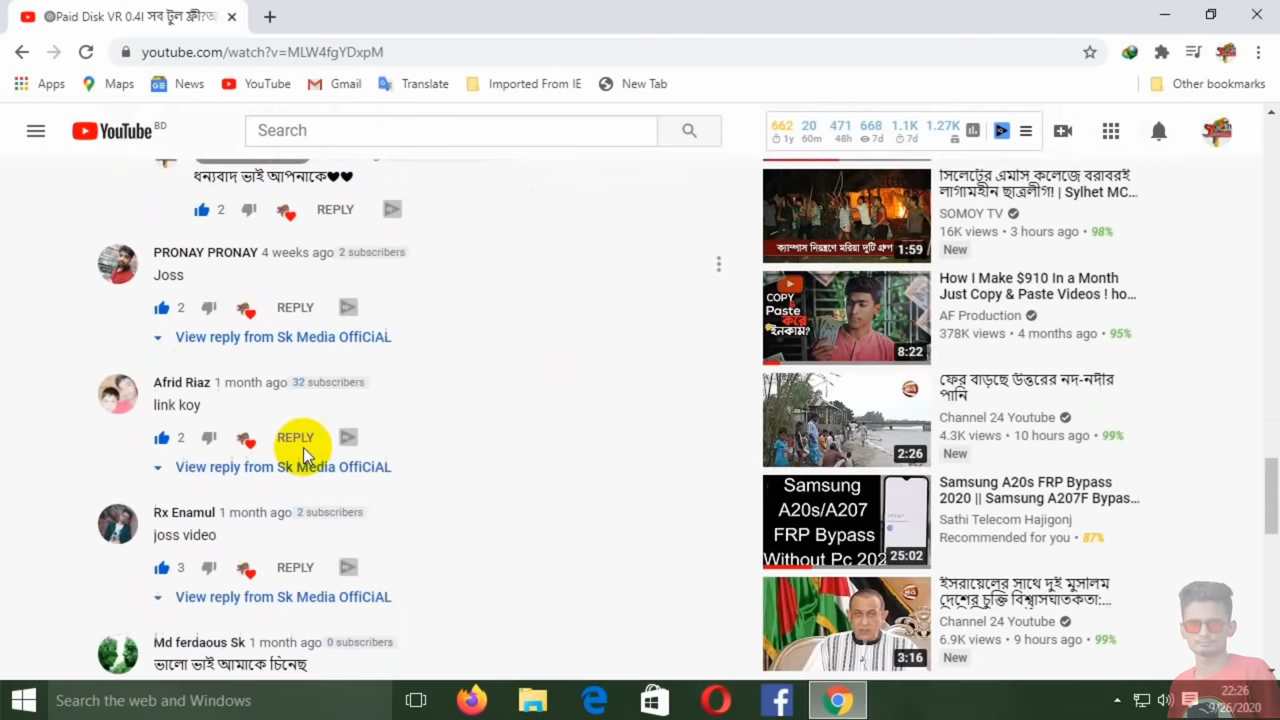 Paid Disk VR 0.4I সব টুল ফ্রী?
youtube.com/watch?v=MLW4fgYDxpM
Apps Maps News YouTube Gmail Translate Imported From IE New Tab Other bookmarks
YouTube BD
Search
662 20 471 668 1.1K 1.27K
1y 60m 48h 7d 7d
ধন্যবাদ ভাই আপনাকে♥♥
2 REPLY
PRONAY PRONAY 4 weeks ago 2 subscribers
Joss
2 REPLY
View reply from Sk Media OffiCiAL
Afrid Riaz 1 month ago 32 subscribers
link koy
2 REPLY
View reply from Sk Media OffiCiAL
Rx Enamul 1 month ago 2 subscribers
joss video
3 REPLY
View reply from Sk Media OffiCiAL
Md ferdaous Sk 1 month ago 0 subscribers
ভালো ভাই আমাকে চিনেছ
ক্যাম্পাস নিয়ন্ত্রণে মরিয়া দুটি গ্রুপ
1:59
সিলেটের এমসি কলেজে বরাবরই
লাগামহীন ছাত্রলীগ! | Sylhet MC...
SOMOY TV
16K views • 3 hours ago • 98%
New
COPY
Paste
করে
ইনকাম?
8:22
How I Make $910 In a Month
Just Copy & Paste Videos ! ho...
AF Production
378K views • 4 months ago • 95%
2:26
ফের বাড়ছে উত্তরের নদ-নদীর
পানি
Channel 24 Youtube
4.3K views • 10 hours ago • 99%
New
Samsung
A20s/A207
FRP Bypass
Without Pc 202
25:02
Samsung A20s FRP Bypass
2020 || Samsung A207F Bypas...
Sathi Telecom Hajigonj
Recommended for you • 87%
3:16
ইসরায়েলের সাথে দুই মুসলিম
দেশের চুক্তি বিশ্বাসঘাতকতা:...
Channel 24 Youtube
6.9K views • 9 hours ago • 99%
New
Search the web and Windows
22:26
9/26/2020